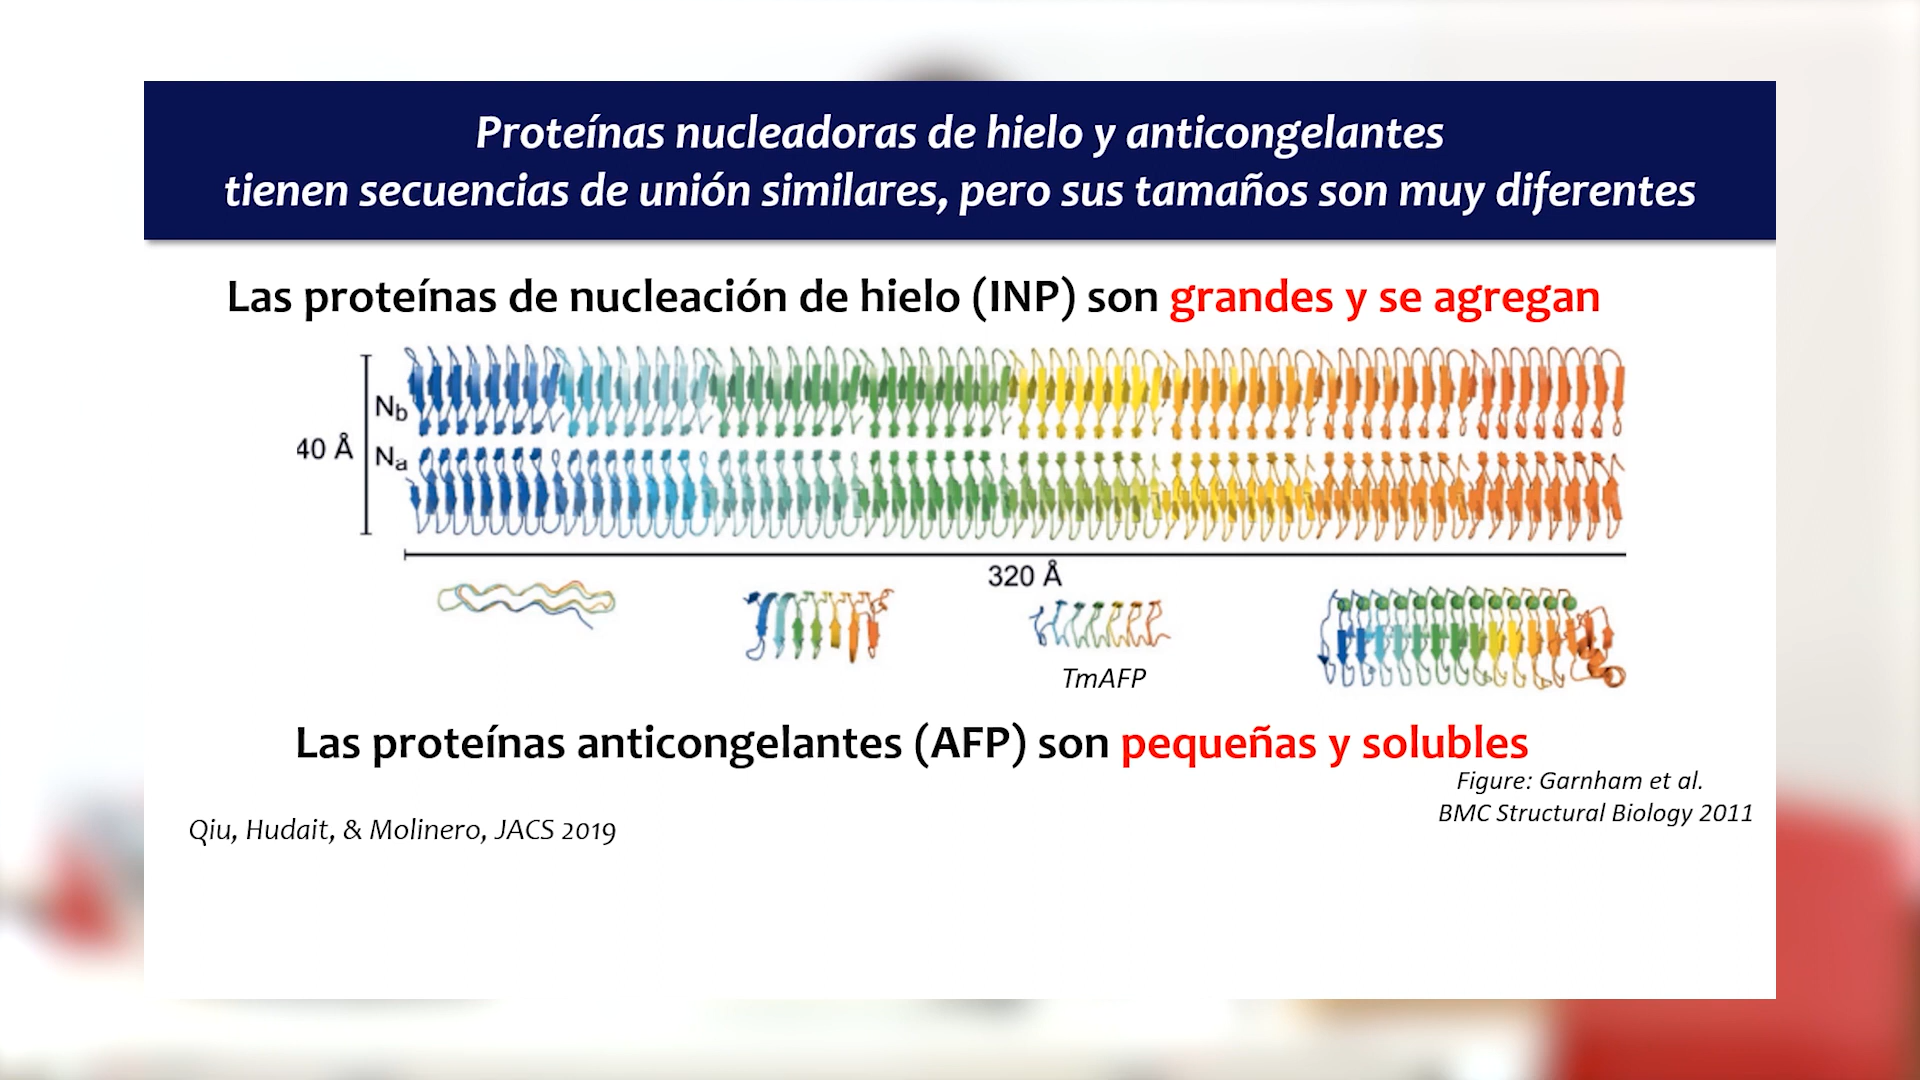 Proteínas nucleadoras de hielo y anticongelantes
tienen secuencias de unión similares, pero sus tamaños son muy diferentes
Las proteínas de nucleación de hielo (INP) son grandes y se agregan
Nb
40 Å
Na
320 Å
TmAFP
Las proteínas anticongelantes (AFP) son pequeñas y solubles
Figure: Garnham et al.
BMC Structural Biology 2011
Qiu, Hudait, & Molinero, JACS 2019